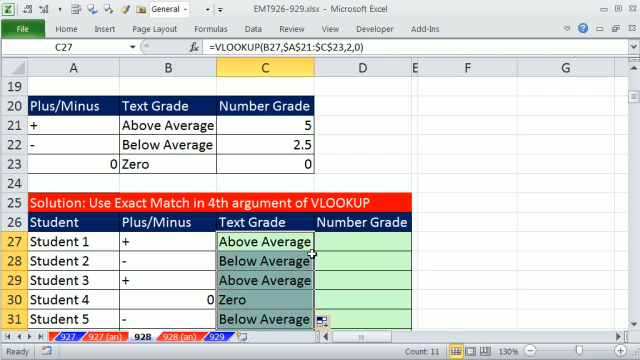 EMT926-929.xlsx - Microsoft Excel
General
File Home Insert Page Layout Formulas Data Review View Developer Add-Ins
C27 fx =VLOOKUP(B27,$A$21:$C$23,2,0)
A B C D E F G
19
20 Plus/Minus Text Grade Number Grade
21 + Above Average 5
22 - Below Average 2.5
23 0 Zero 0
24
25 Solution: Use Exact Match in 4th argument of VLOOKUP
26 Student Plus/Minus Text Grade Number Grade
27 Student 1 + Above Average
28 Student 2 - Below Average
29 Student 3 + Above Average
30 Student 4 0 Zero
31 Student 5 - Below Average
927 927 (an) 928 928 (an) 929
Ready Count: 11 130%